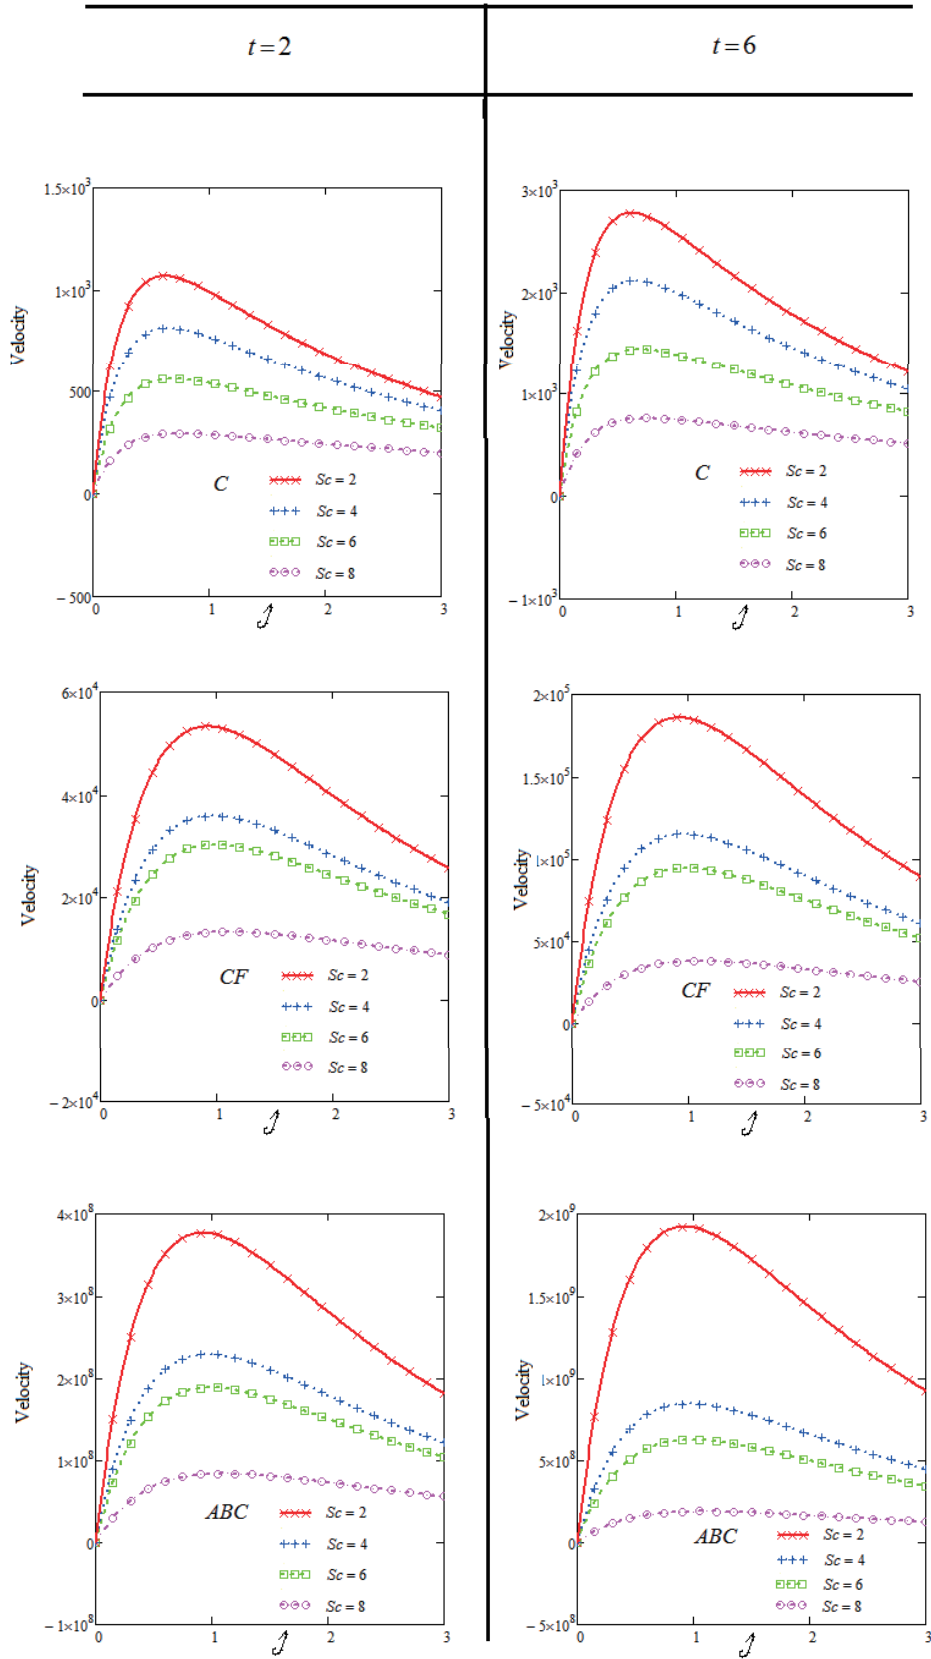 t = 2
t = 6
1.5×10³
1×10³
500
0
−500
0
1
2
3
Velocity
C
Sc = 2
Sc = 4
Sc = 6
Sc = 8
3×10³
2×10³
1×10³
0
−1×10³
0
1
2
3
Velocity
C
Sc = 2
Sc = 4
Sc = 6
Sc = 8
6×10⁴
4×10⁴
2×10⁴
0
−2×10⁴
0
1
2
3
Velocity
CF
Sc = 2
Sc = 4
Sc = 6
Sc = 8
2×10⁵
1.5×10⁵
1×10⁵
5×10⁴
0
−5×10⁴
0
1
2
3
Velocity
CF
Sc = 2
Sc = 4
Sc = 6
Sc = 8
4×10⁸
3×10⁸
2×10⁸
1×10⁸
0
−1×10⁸
0
1
2
3
Velocity
ABC
Sc = 2
Sc = 4
Sc = 6
Sc = 8
2×10⁹
1.5×10⁹
1×10⁹
5×10⁸
0
−5×10⁸
0
1
2
3
Velocity
ABC
Sc = 2
Sc = 4
Sc = 6
Sc = 8